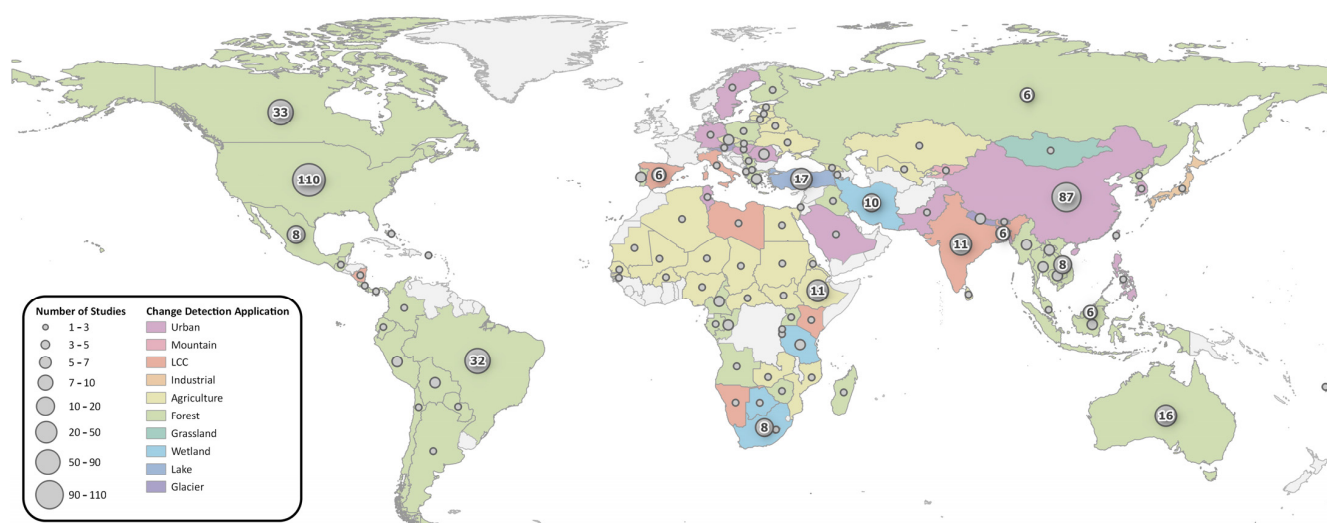 6
33
110
6
17
10
87
8
11
6
8
11
6
32
16
8
Number of Studies
1 – 3
3 – 5
5 – 7
7 – 10
10 – 20
20 – 50
50 – 90
90 – 110
Change Detection Application
Urban
Mountain
LCC
Industrial
Agriculture
Forest
Grassland
Wetland
Lake
Glacier